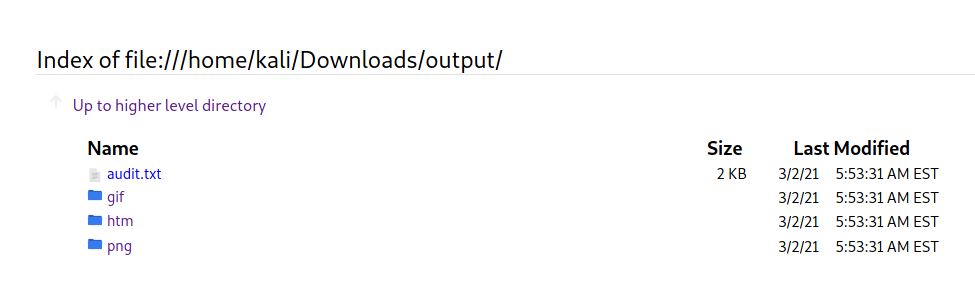 Index of file:///home/kali/Downloads/output/
Up to higher level directory
Name Size Last Modified
audit.txt 2 KB 3/2/21 5:53:31 AM EST
gif 3/2/21 5:53:31 AM EST
htm 3/2/21 5:53:31 AM EST
png 3/2/21 5:53:31 AM EST